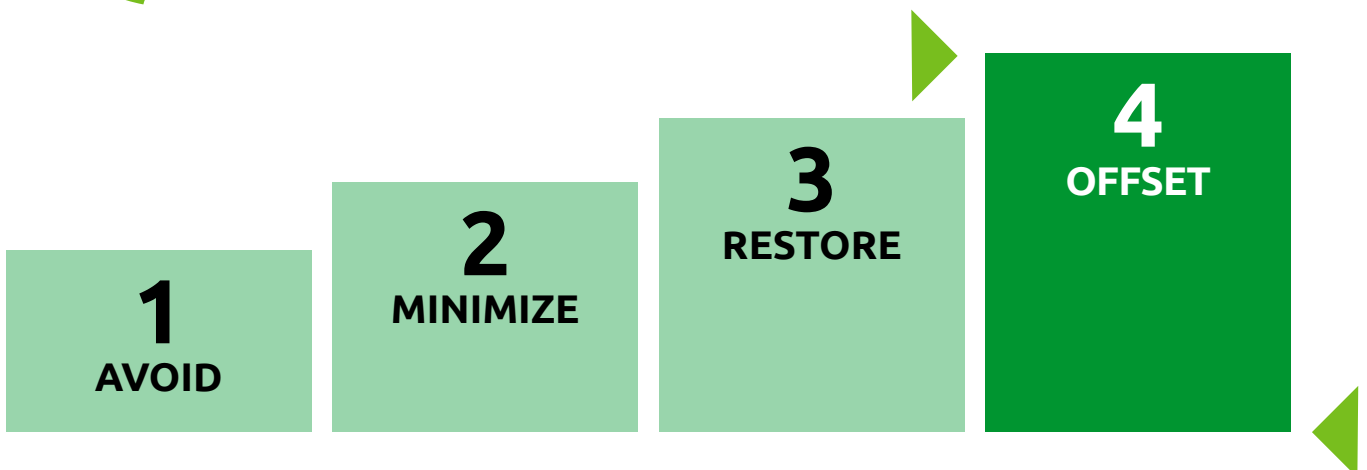 1
AVOID
2
MINIMIZE
3
RESTORE
4
OFFSET